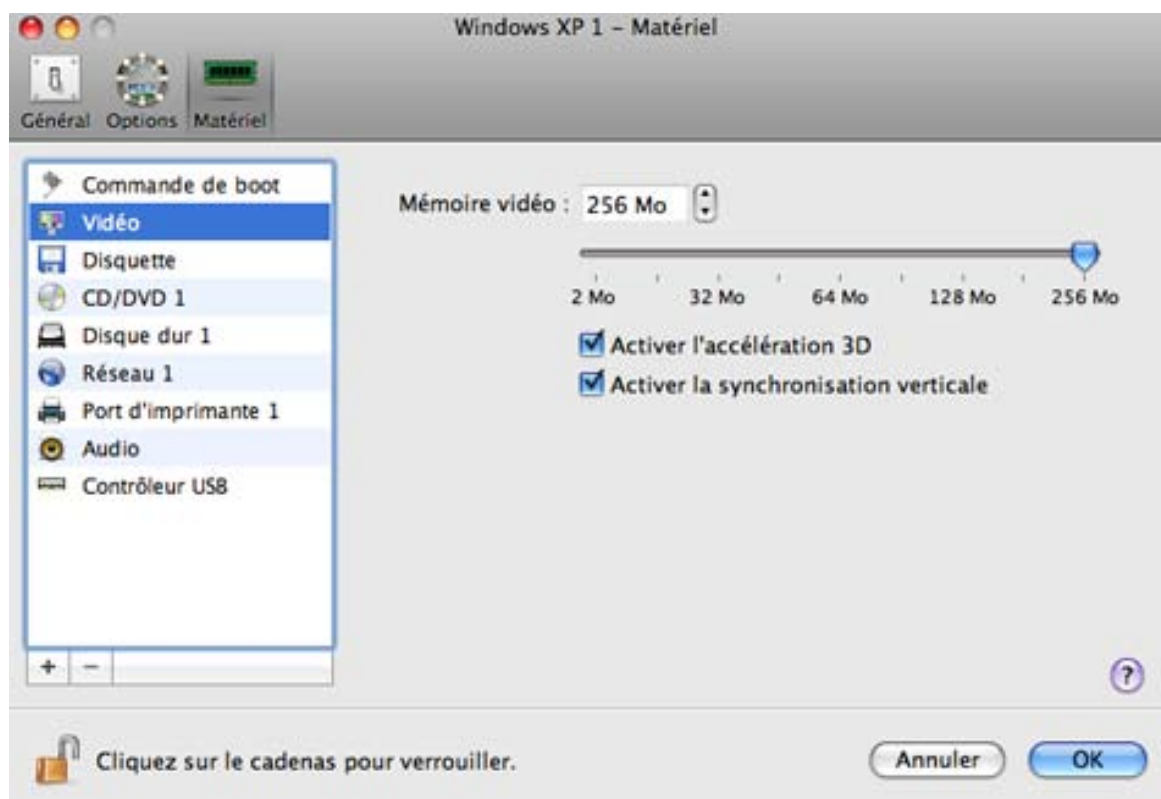 Windows XP 1 – Matériel
Général Options Matériel
Commande de boot
Vidéo
Disquette
CD/DVD 1
Disque dur 1
Réseau 1
Port d'imprimante 1
Audio
Contrôleur USB
+ −
Mémoire vidéo : 256 Mo
2 Mo 32 Mo 64 Mo 128 Mo 256 Mo
Activer l'accélération 3D
Activer la synchronisation verticale
?
Cliquez sur le cadenas pour verrouiller.
Annuler OK